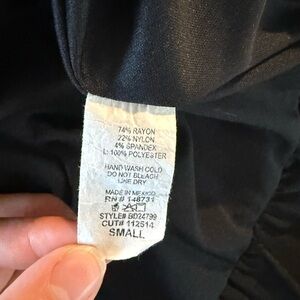 74% RAYON
22% NYLON
4% SPANDEX
L: 100% POLYESTER
HAND WASH COLD
DO NOT BLEACH
LINE DRY
MADE IN MEXICO
RN# 148731
STYLE# BD24799
CUT# 112514
SMALL